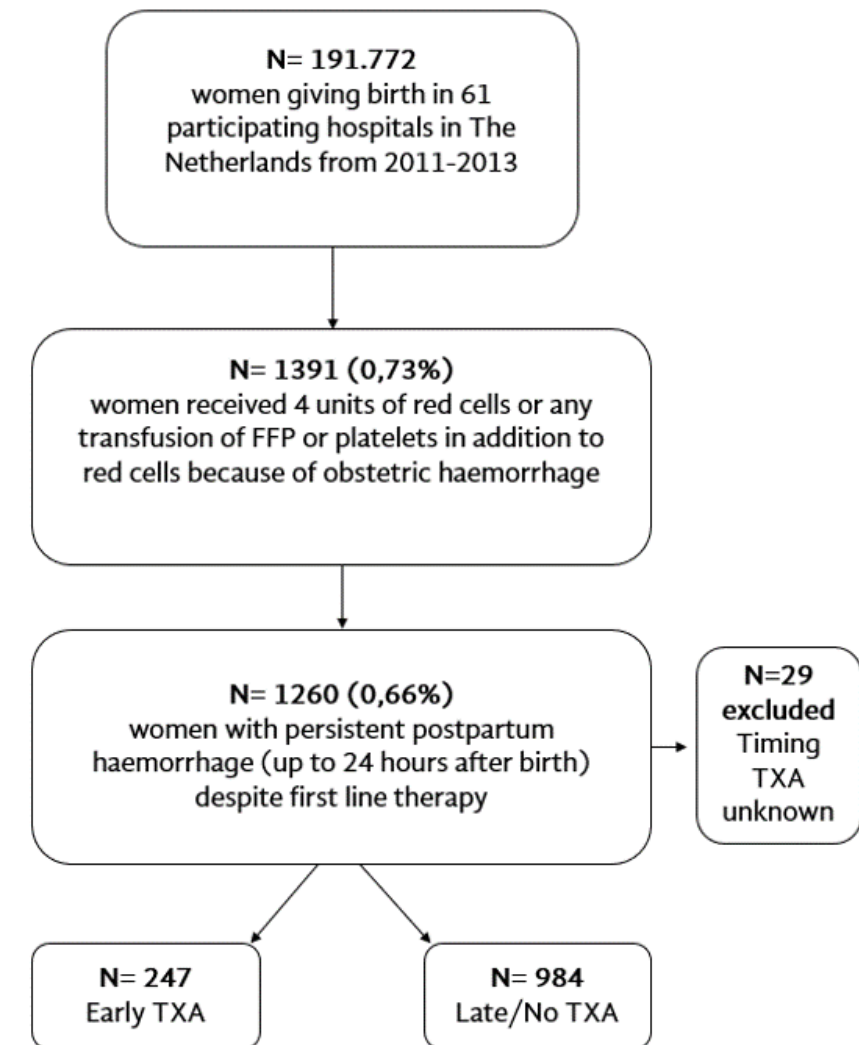 N= 191.772
women giving birth in 61
participating hospitals in The
Netherlands from 2011-2013
N= 1391 (0,73%)
women received 4 units of red cells or any
transfusion of FFP or platelets in addition to
red cells because of obstetric haemorrhage
N= 1260 (0,66%)
women with persistent postpartum
haemorrhage (up to 24 hours after birth)
despite first line therapy
N=29
excluded
Timing
TXA
unknown
N= 247
Early TXA
N= 984
Late/No TXA